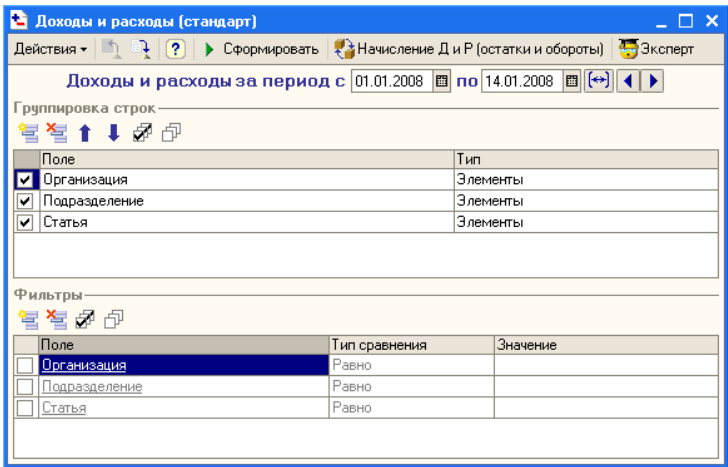 Доходы и расходы (стандарт)
Действия ? Сформировать Начисление Д и Р (остатки и обороты) Эксперт
Доходы и расходы за период с 01.01.2008 по 14.01.2008
Группировка строк
Поле Тип
Организация Элементы
Подразделение Элементы
Статья Элементы
Фильтры
Поле Тип сравнения Значение
Организация Равно
Подразделение Равно
Статья Равно